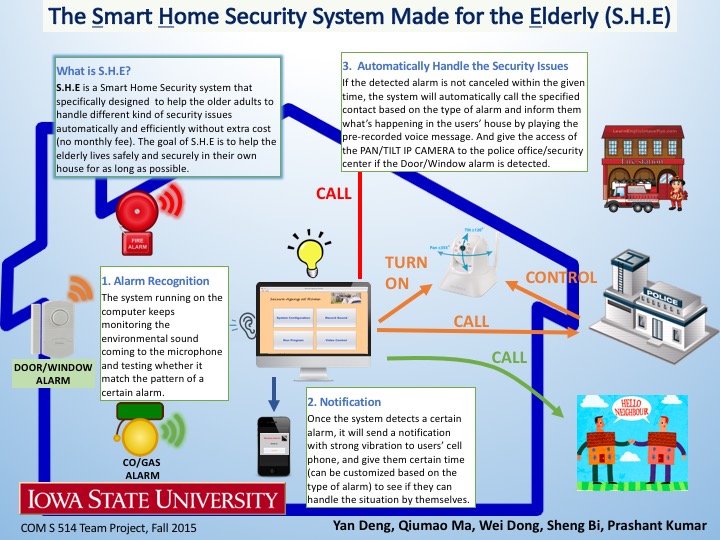 The Smart Home Security System Made for the Elderly (S.H.E)
What is S.H.E?
S.H.E is a Smart Home Security system that
specifically designed to help the older adults to
handle different kind of security issues
automatically and efficiently without extra cost
(no monthly fee). The goal of S.H.E is to help the
elderly lives safely and securely in their own
house for as long as possible.
3. Automatically Handle the Security Issues
If the detected alarm is not canceled within the given
time, the system will automatically call the specified
contact based on the type of alarm and inform them
what's happening in the users' house by playing the
pre-recorded voice message. And give the access of
the PAN/TILT IP CAMERA to the police office/security
center if the Door/Window alarm is detected.
Fire station
CALL
FIRE
ALARM
TURN
ON
CONTROL
POLICE
1. Alarm Recognition
The system running on the
computer keeps
monitoring the
environmental sound
coming to the microphone
and testing whether it
match the pattern of a
certain alarm.
Secure Aging at Home
System Configuration
Record Sound
Run Program
CALL
CALL
DOOR/WINDOW
ALARM
CO/GAS
ALARM
2. Notification
Once the system detects a certain
alarm, it will send a notification
with strong vibration to users' cell
phone, and give them certain time
(can be customized based on the
type of alarm) to see if they can
handle the situation by themselves.
HELLO
NEIGHBOUR
IOWA STATE UNIVERSITY
COM S 514 Team Project, Fall 2015
Yan Deng, Qiumao Ma, Wei Dong, Sheng Bi, Prashant Kumar